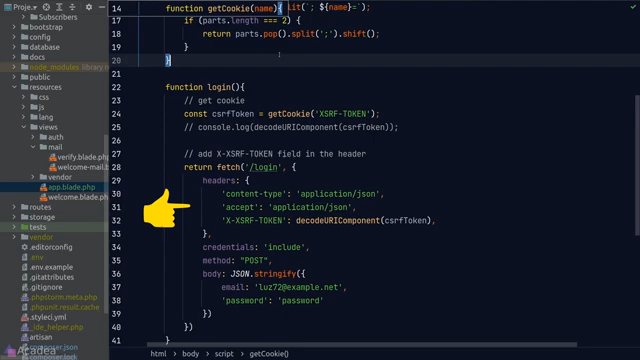 Subscribers
bootstrap
config
database
docs
node_modules library
public
resources
css
js
lang
views
auth
mail
verify.blade.php
welcome-mail.b
vendor
app.blade.php
welcome.blade.ph
routes
storage
tests
vendor
.editorconfig
.env
.env.example
.gitattributes
.gitignore
.phpstorm.meta.php
.phpunit.result.cache
.styleci.yml
_ide_helper.php
artisan
composer.json
composer.lock
Acadea
14 function getCookie(name){ lit(`; ${name}=`);
17 if (parts.length === 2) {
18 return parts.pop().split(';').shift();
19 }
20 }
21
22 function login(){
23 // get cookie
24 const csrfToken = getCookie('XSRF-TOKEN');
25 // console.log(decodeURIComponent(csrfToken));
26
27 // add X-XSRF-TOKEN field in the header
28 return fetch('/login', {
29 headers: {
30 'content-type': 'application/json',
31 'accept': 'application/json',
32 'X-XSRF-TOKEN': decodeURIComponent(csrfToken),
33 },
34 credentials: 'include',
35 method: "POST",
36 body: JSON.stringify({
37 email: 'luz72@example.net',
38 'password': 'password'
39 })
40 })
41 }
html › body › script › getCookie()